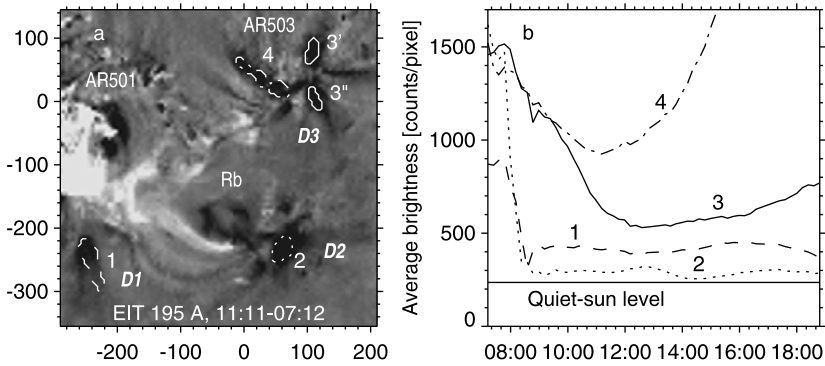 a
AR503
3'
4
AR501
3"
D3
Rb
1
D1
2
D2
EIT 195 A, 11:11-07:12
100
0
-100
-200
-300
-200 -100 0 100 200
b
Average brightness [counts/pixel]
1500
1000
500
0
4
3
1
2
Quiet-sun level
08:00 10:00 12:00 14:00 16:00 18:00